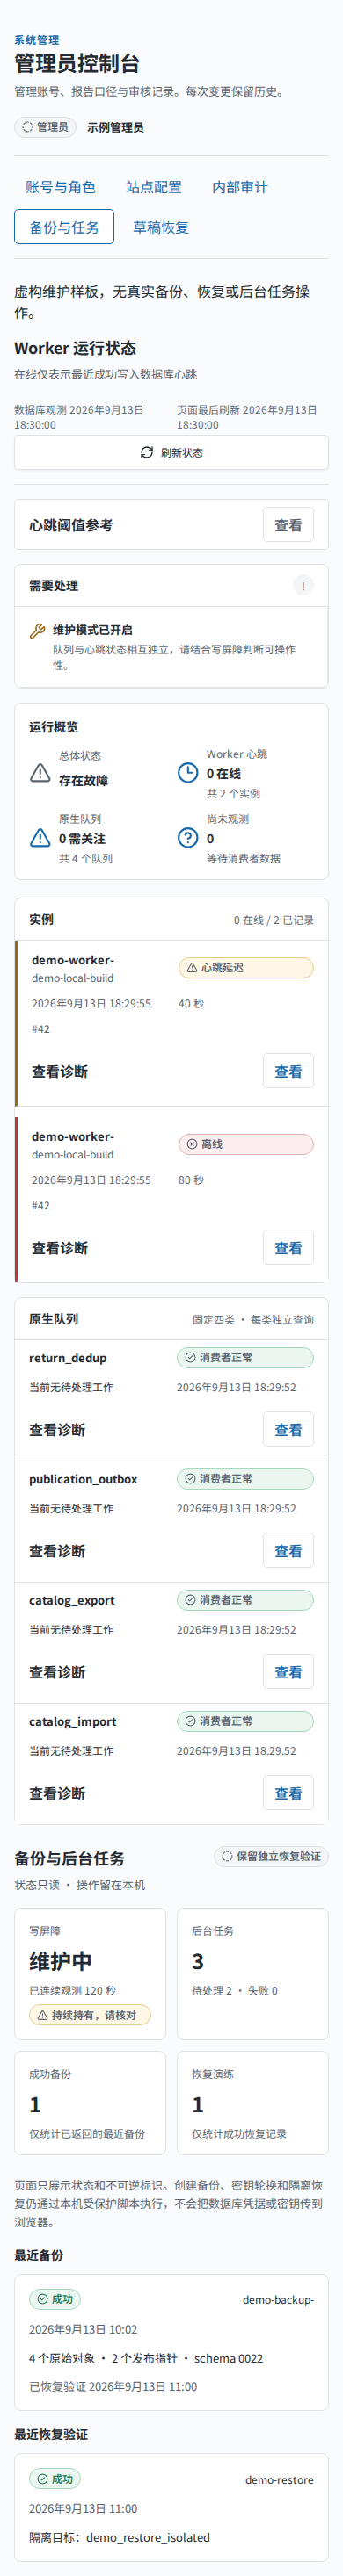 系统管理
管理员控制台
管理账号、报告口径与审核记录。每次变更保留历史。
管理员 示例管理员
账号与角色 站点配置 内部审计
备份与任务 草稿恢复
虚构维护样板，无真实备份、恢复或后台任务操
作。
Worker 运行状态
在线仅表示最近成功写入数据库心跳
数据库观测 2026年9月13日
18:30:00
页面最后刷新 2026年9月13日
18:30:00
刷新状态
心跳阈值参考 查看
需要处理 !
维护模式已开启
队列与心跳状态相互独立，请结合写屏障判断可操作
性。
运行概览
总体状态
存在故障
Worker 心跳
0 在线
共 2 个实例
原生队列
0 需关注
共 4 个队列
尚未观测
0
等待消费者数据
实例 0 在线 / 2 已记录
demo-worker-
demo-local-build
心跳延迟
2026年9月13日 18:29:55 40 秒
#42
查看诊断 查看
demo-worker-
demo-local-build
离线
2026年9月13日 18:29:55 80 秒
#42
查看诊断 查看
原生队列 固定四类 • 每类独立查询
return_dedup 消费者正常
当前无待处理工作 2026年9月13日 18:29:52
查看诊断 查看
publication_outbox 消费者正常
当前无待处理工作 2026年9月13日 18:29:52
查看诊断 查看
catalog_export 消费者正常
当前无待处理工作 2026年9月13日 18:29:52
查看诊断 查看
catalog_import 消费者正常
当前无待处理工作 2026年9月13日 18:29:52
查看诊断 查看
备份与后台任务 保留独立恢复验证
状态只读 • 操作留在本机
写屏障
维护中
已连续观测 120 秒
持续持有，请核对
后台任务
3
待处理 2 • 失败 0
成功备份
1
仅统计已返回的最近备份
恢复演练
1
仅统计成功恢复记录
页面只展示状态和不可逆标识。创建备份、密钥轮换和隔离恢
复仍通过本机受保护脚本执行，不会把数据库凭据或密钥传到
浏览器。
最近备份
成功 demo-backup-
2026年9月13日 10:02
4 个原始对象 • 2 个发布指针 • schema 0022
已恢复验证 2026年9月13日 11:00
最近恢复验证
成功 demo-restore
2026年9月13日 11:00
隔离目标：demo_restore_isolated